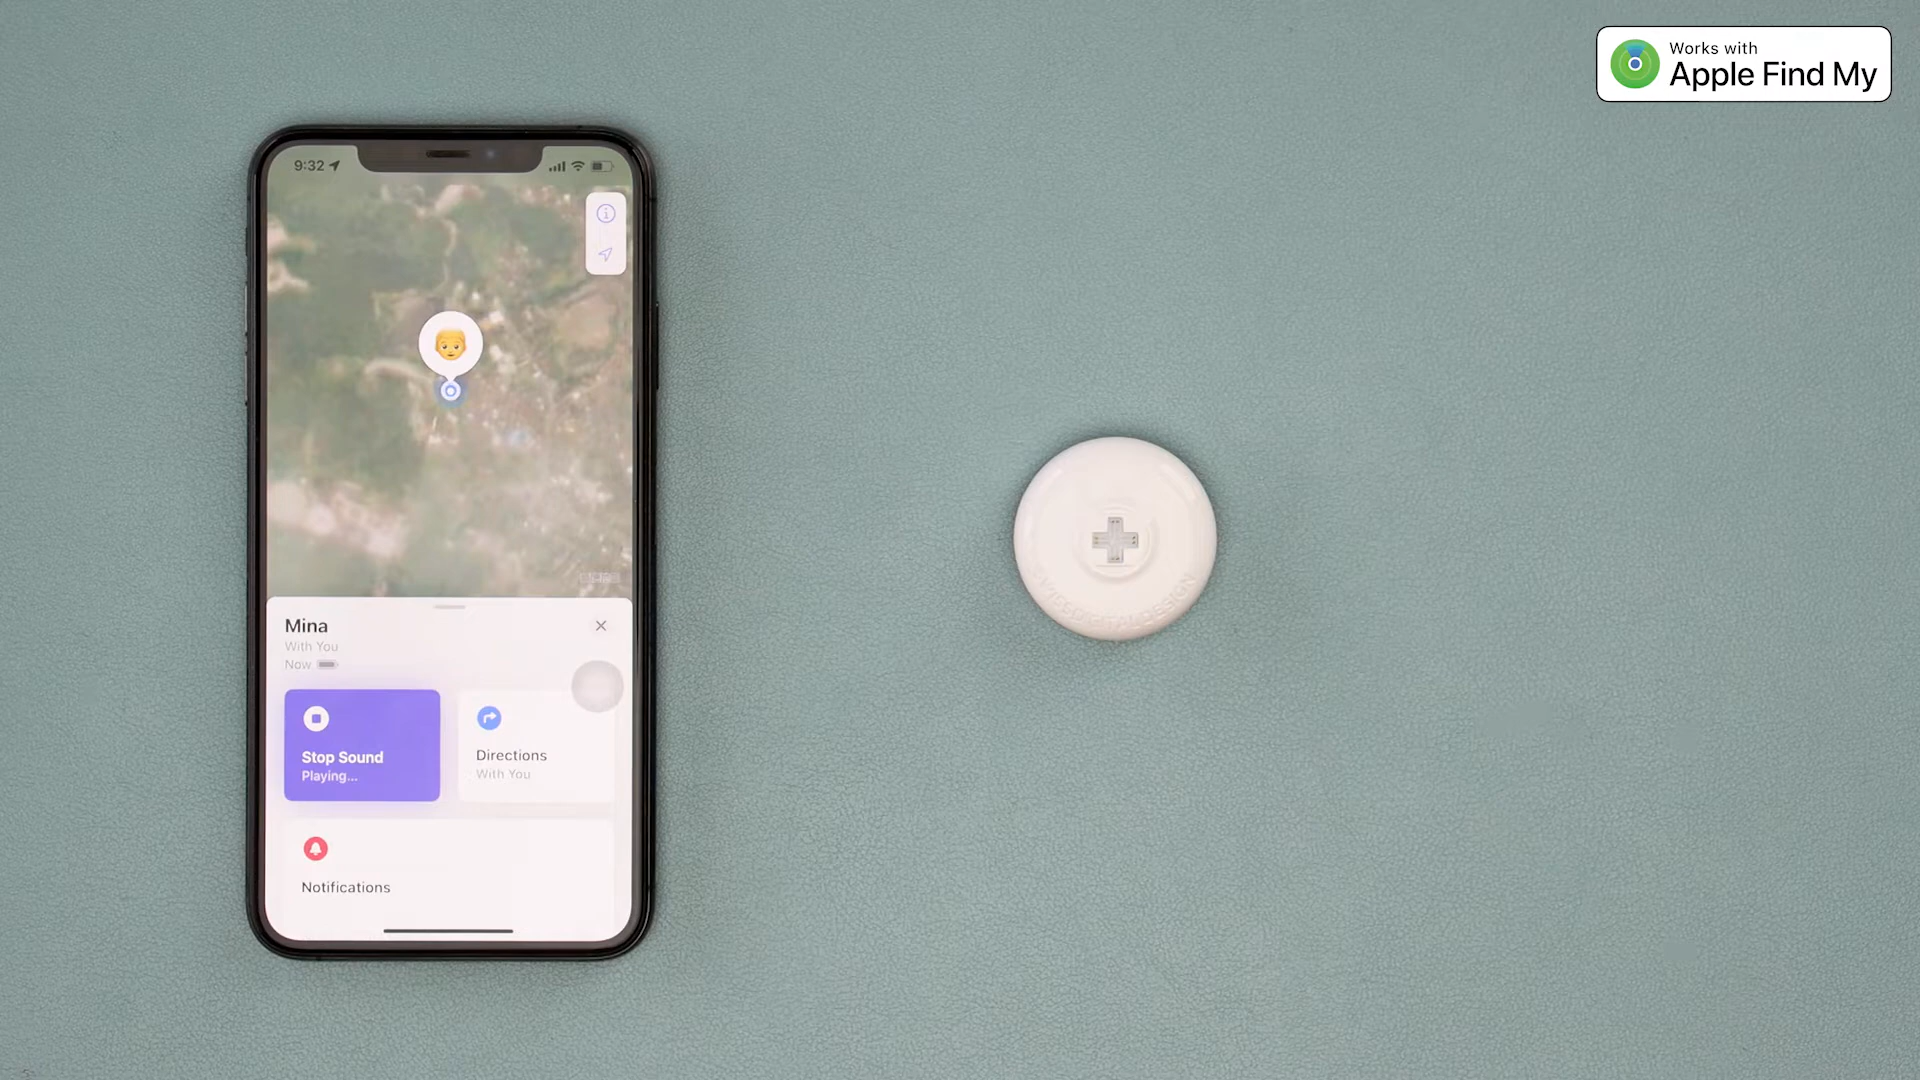 Works with
Apple Find My
9:32
Mina
With You
Now
Stop Sound
Playing...
Directions
With You
Notifications